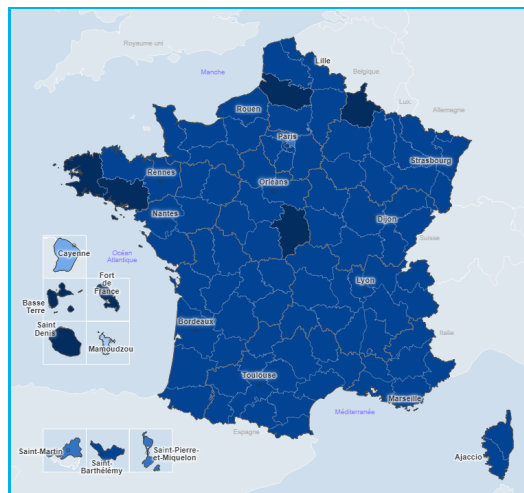 Royaume uni
Lille
Manche
Belgique
Rouen
Lux.
Allemagne
Paris
Strasbourg
Rennes
Orléans
Nantes
Dijon
Suisse
Cayenne
Océan
Atlantique
Fort
de
France
Basse
Terre
Lyon
Saint
Denis
Mamoudzou
Bordeaux
Italie
Toulouse
Marseille
Méditerranée
Espagne
Saint-Martin
Saint-
Barthélémy
Saint-Pierre-
et-Miquelon
Ajaccio